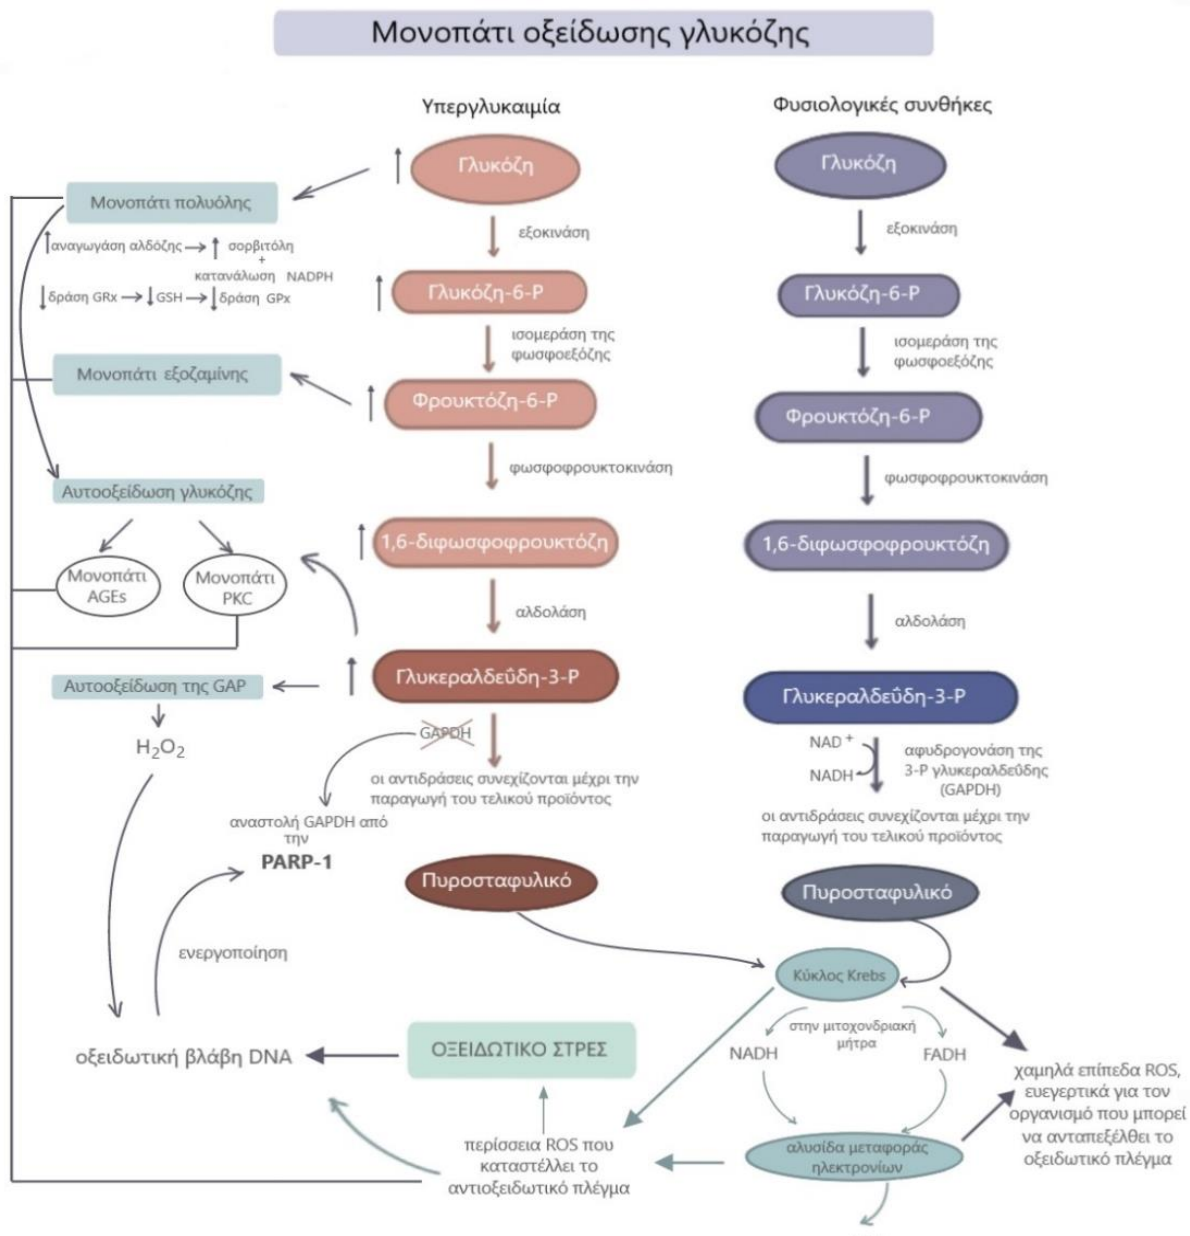 Μονοπάτι οξείδωσης γλυκόζης
Υπεργλυκαιμία
Φυσιολογικές συνθήκες
Γλυκόζη
Γλυκόζη
Μονοπάτι πολυόλης
εξοκινάση
εξοκινάση
αναγωγάση αλδόζης → ↑ σορβιτόλη
+
κατανάλωση NADPH
↓δράση GRx → ↓GSH → ↓δράση GPx
Γλυκόζη-6-P
Γλυκόζη-6-P
ισομεράση της
φωσφοεξόζης
ισομεράση της
φωσφοεξόζης
Μονοπάτι εξοζαμίνης
Φρουκτόζη-6-P
Φρουκτόζη-6-P
φωσφοφρουκτοκινάση
φωσφοφρουκτοκινάση
Αυτοοξείδωση γλυκόζης
1,6-διφωσφοφρουκτόζη
1,6-διφωσφοφρουκτόζη
Μονοπάτι
AGEs
Μονοπάτι
PKC
αλδολάση
αλδολάση
Αυτοοξείδωση της GAP
Γλυκεραλδεΰδη-3-P
Γλυκεραλδεΰδη-3-P
H₂O₂
GAPDH
NAD +
NADH
αφυδρογονάση της
3-P γλυκεραλδεΰδης
(GAPDH)
οι αντιδράσεις συνεχίζονται μέχρι την
παραγωγή του τελικού προϊόντος
οι αντιδράσεις συνεχίζονται μέχρι την
παραγωγή του τελικού προϊόντος
αναστολή GAPDH από
την
PARP-1
Πυροσταφυλικό
Πυροσταφυλικό
ενεργοποίηση
Κύκλος Krebs
στην μιτοχονδριακή
μήτρα
NADH
FADH
οξειδωτική βλάβη DNA
ΟΞΕΙΔΩΤΙΚΟ ΣΤΡΕΣ
χαμηλά επίπεδα ROS,
ευεγερτικά για τον
οργανισμό που μπορεί
να ανταπεξέλθει το
οξειδωτικό πλέγμα
περίσσεια ROS που
καταστέλλει το
αντιοξειδωτικό πλέγμα
αλυσίδα μεταφοράς
ηλεκτρονίων